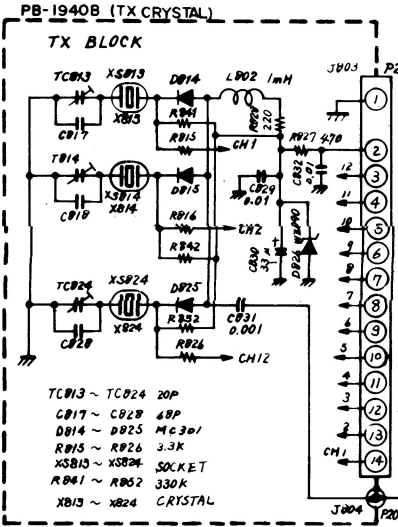 PB-1940B (TX CRYSTAL)
TX BLOCK
TC813
XS813
D814
L802
1mH
J803
C817
X813
R841
R815
CH1
R828
220
R827
470
1
2
T814
XS814
X814
C818
D815
C829
0.01
C832
0.01
12
3
11
4
R816
CH2
R842
C830
33µ
D826
WZ090
10
5
9
6
8
7
TC824
XS824
D825
C828
X824
R852
C831
0.001
7
8
6
9
R826
CH12
5
10
4
11
3
12
2
13
CH1
14
TC813 ~ TC824 20P
C817 ~ C828 68P
D814 ~ D825 MC301
R815 ~ R826 3.3K
XS813 ~ XS824 SOCKET
R841 ~ R852 330K
X813 ~ X824 CRYSTAL
J804